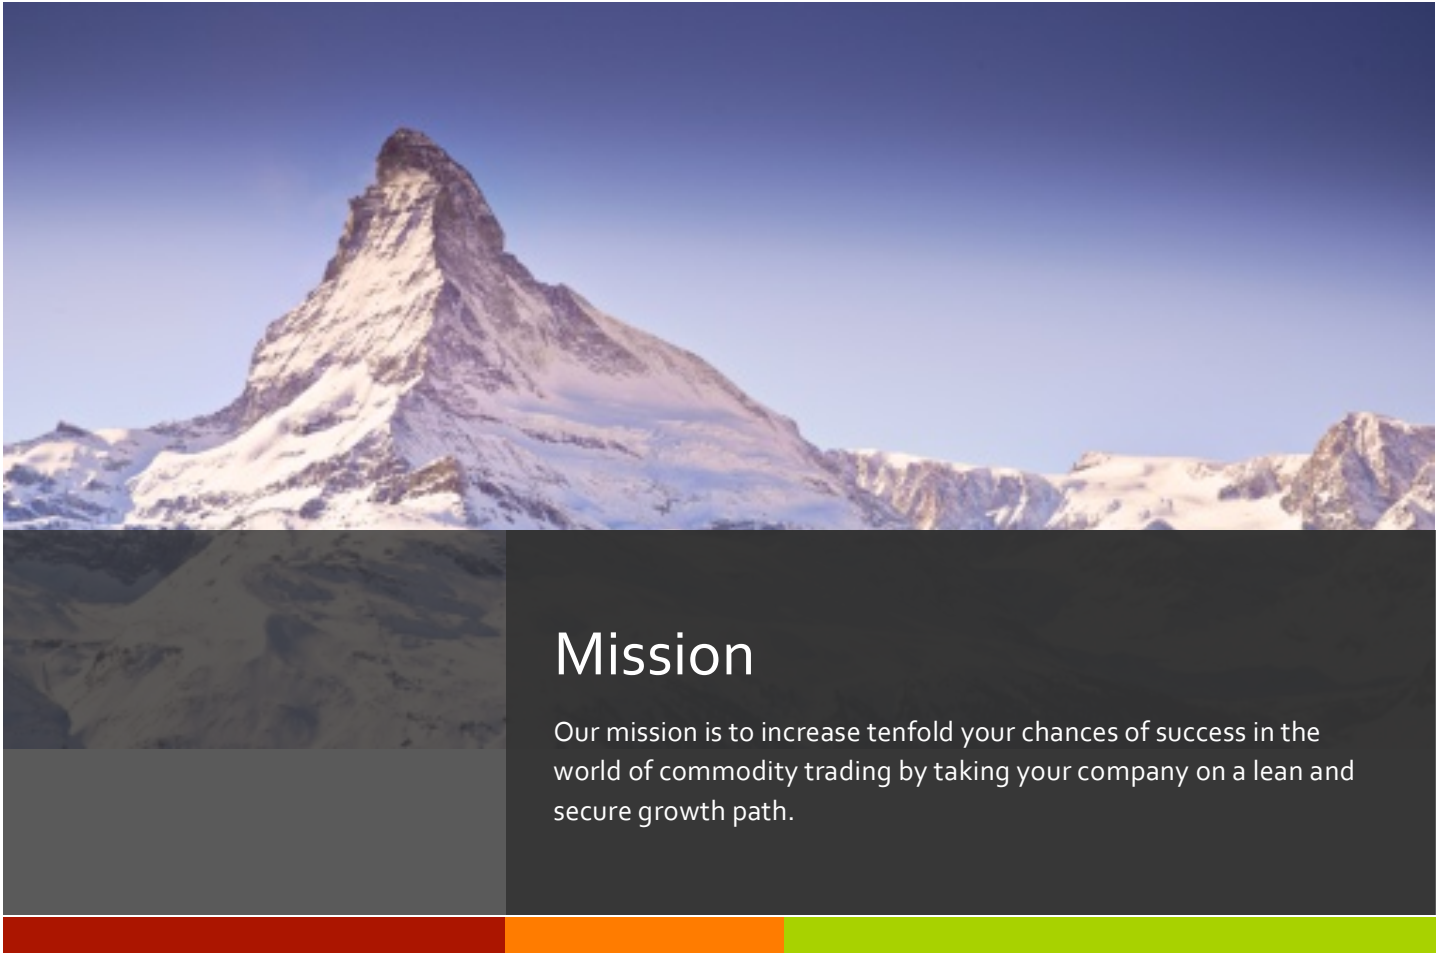 Mission
Our mission is to increase tenfold your chances of success in the
world of commodity trading by taking your company on a lean and
secure growth path.